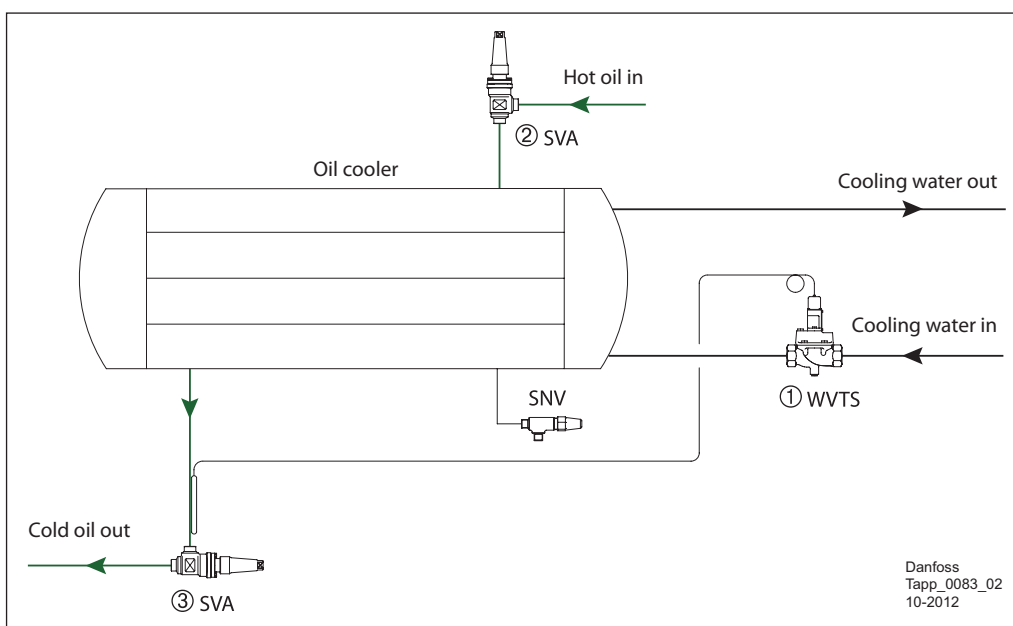 Hot oil in
② SVA
Oil cooler
Cooling water out
Cooling water in
① WVTS
SNV
Cold oil out
③ SVA
Danfoss
Tapp_0083_02
10-2012